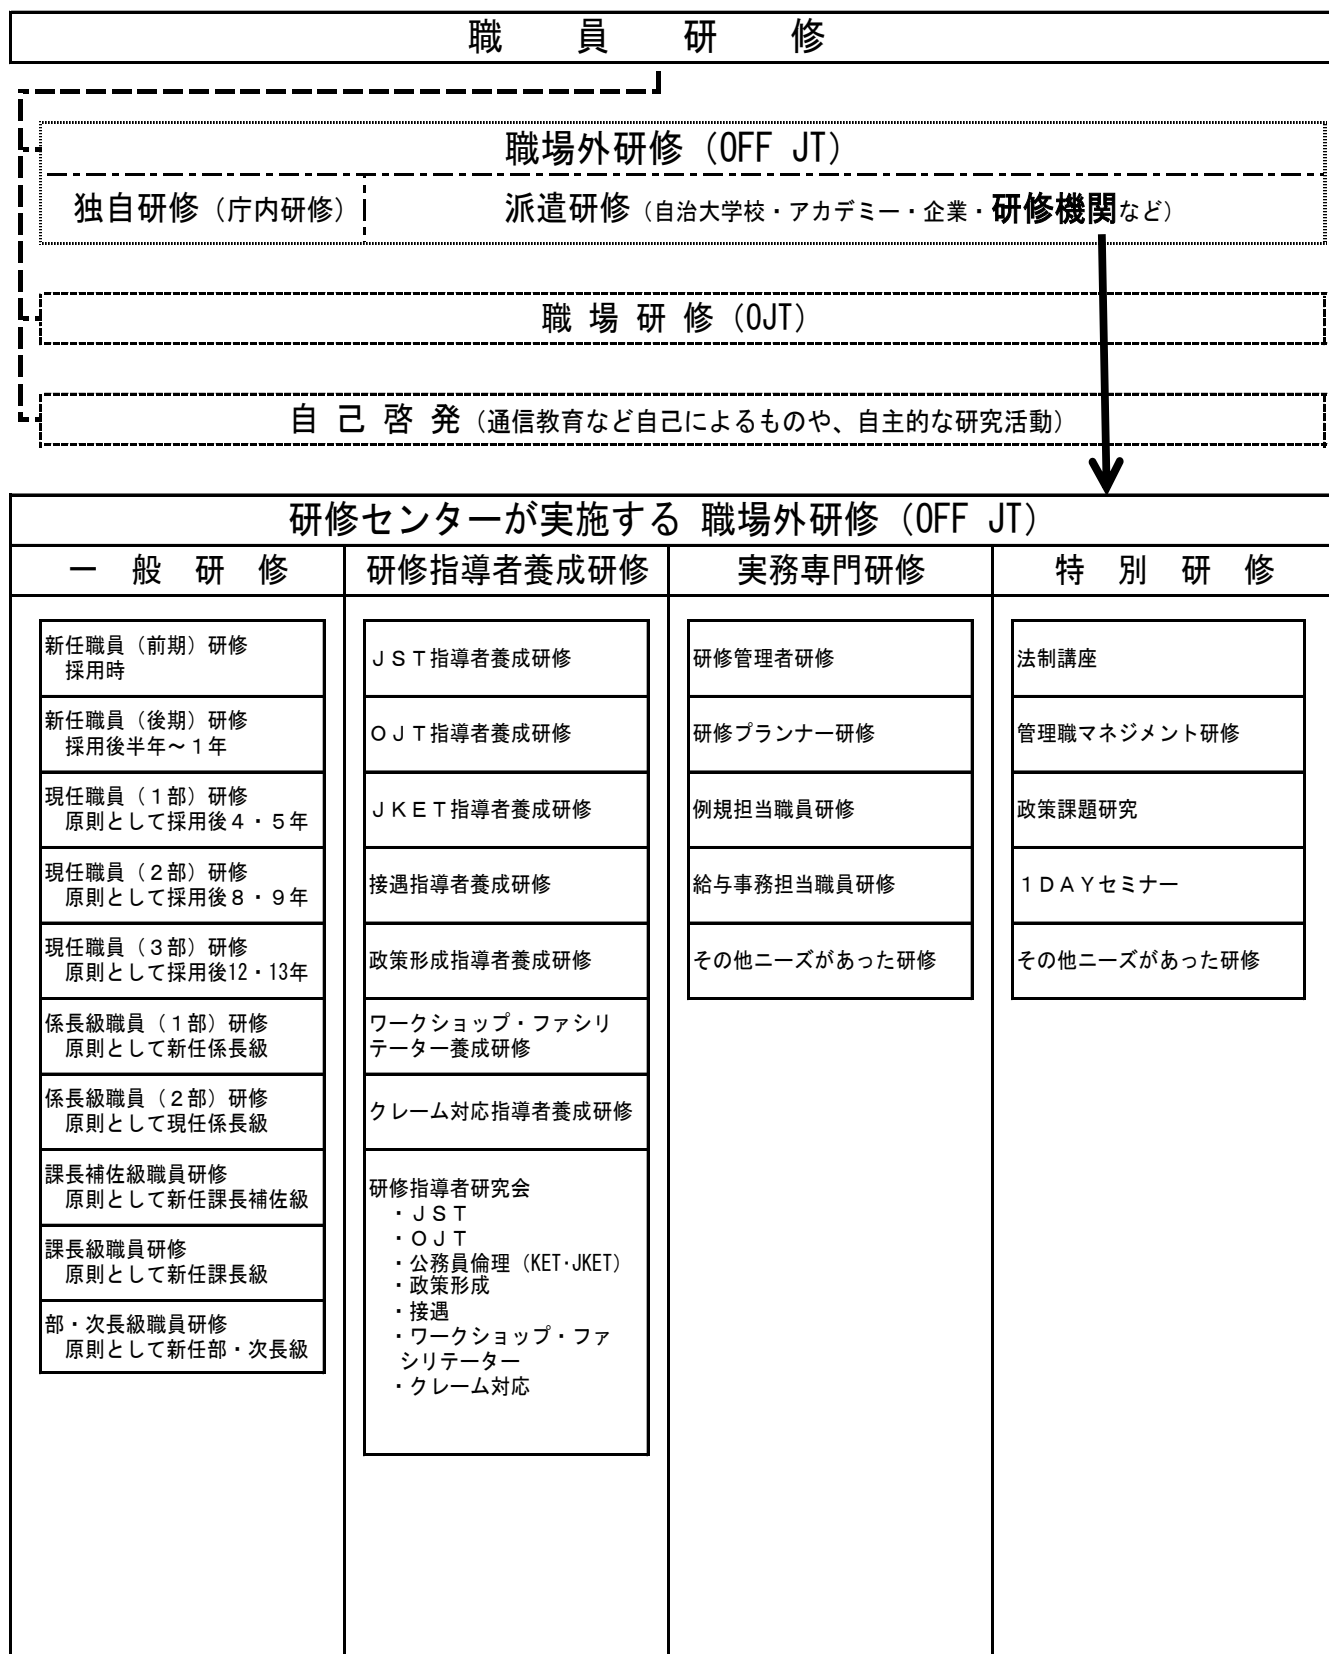 職員研修
職場外研修（OFF JT）
独自研修（庁内研修）
派遣研修（自治大学校・アカデミー・企業・研修機関など）
職場研修（OJT）
自己啓発（通信教育など自己によるものや、自主的な研究活動）
研修センターが実施する 職場外研修（OFF JT）
一般研修
研修指導者養成研修
実務専門研修
特別研修
新任職員（前期）研修
採用時
新任職員（後期）研修
採用後半年～１年
現任職員（１部）研修
原則として採用後４・５年
現任職員（２部）研修
原則として採用後８・９年
現任職員（３部）研修
原則として採用後12・13年
係長級職員（１部）研修
原則として新任係長級
係長級職員（２部）研修
原則として現任係長級
課長補佐級職員研修
原則として新任課長補佐級
課長級職員研修
原則として新任課長級
部・次長級職員研修
原則として新任部・次長級
ＪＳＴ指導者養成研修
ＯＪＴ指導者養成研修
ＪＫＥＴ指導者養成研修
接遇指導者養成研修
政策形成指導者養成研修
ワークショップ・ファシリ
テーター養成研修
クレーム対応指導者養成研修
研修指導者研究会
・ＪＳＴ
・ＯＪＴ
・公務員倫理（KET･JKET）
・政策形成
・接遇
・ワークショップ・ファ
シリテーター
・クレーム対応
研修管理者研修
研修プランナー研修
例規担当職員研修
給与事務担当職員研修
その他ニーズがあった研修
法制講座
管理職マネジメント研修
政策課題研究
１ＤＡＹセミナー
その他ニーズがあった研修